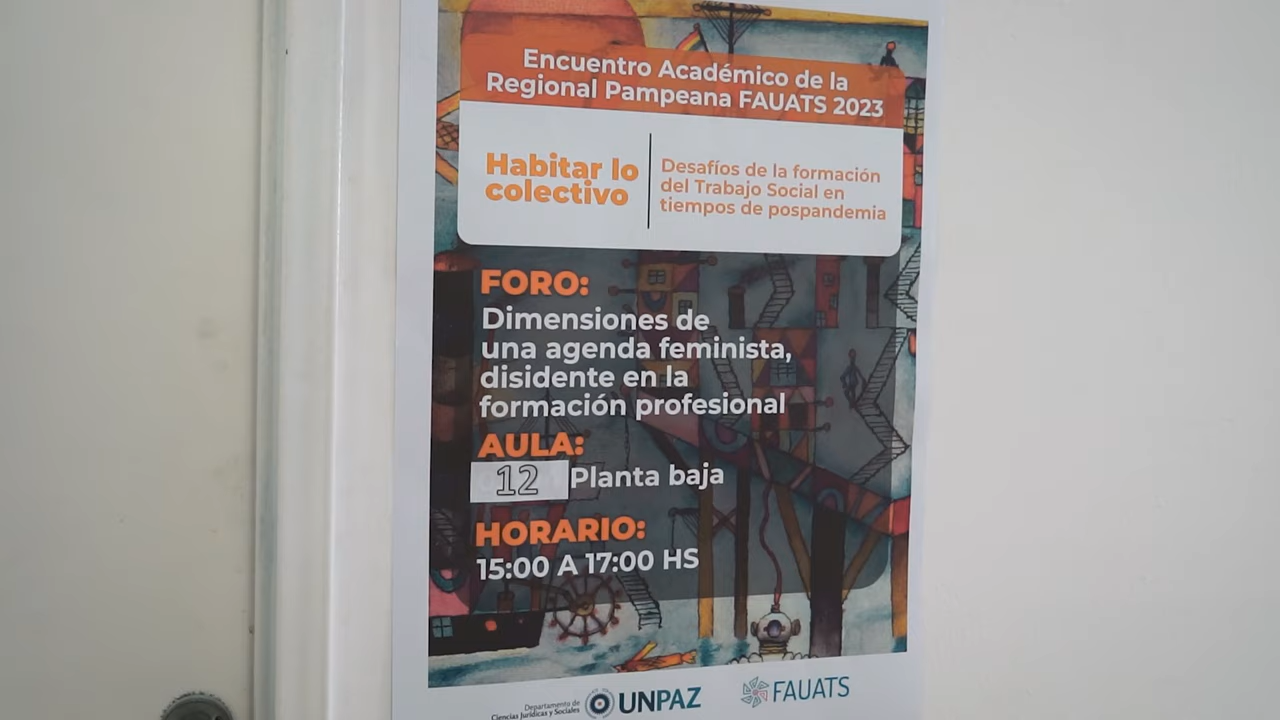 Encuentro Académico de la
Regional Pampeana FAUATS 2023
Habitar lo
colectivo
Desafíos de la formación
del Trabajo Social en
tiempos de pospandemia
FORO:
Dimensiones de
una agenda feminista,
disidente en la
formación profesional
AULA:
12 Planta baja
HORARIO:
15:00 A 17:00 HS
Departamento de
Ciencias Jurídicas y Sociales
UNPAZ
FAUATS